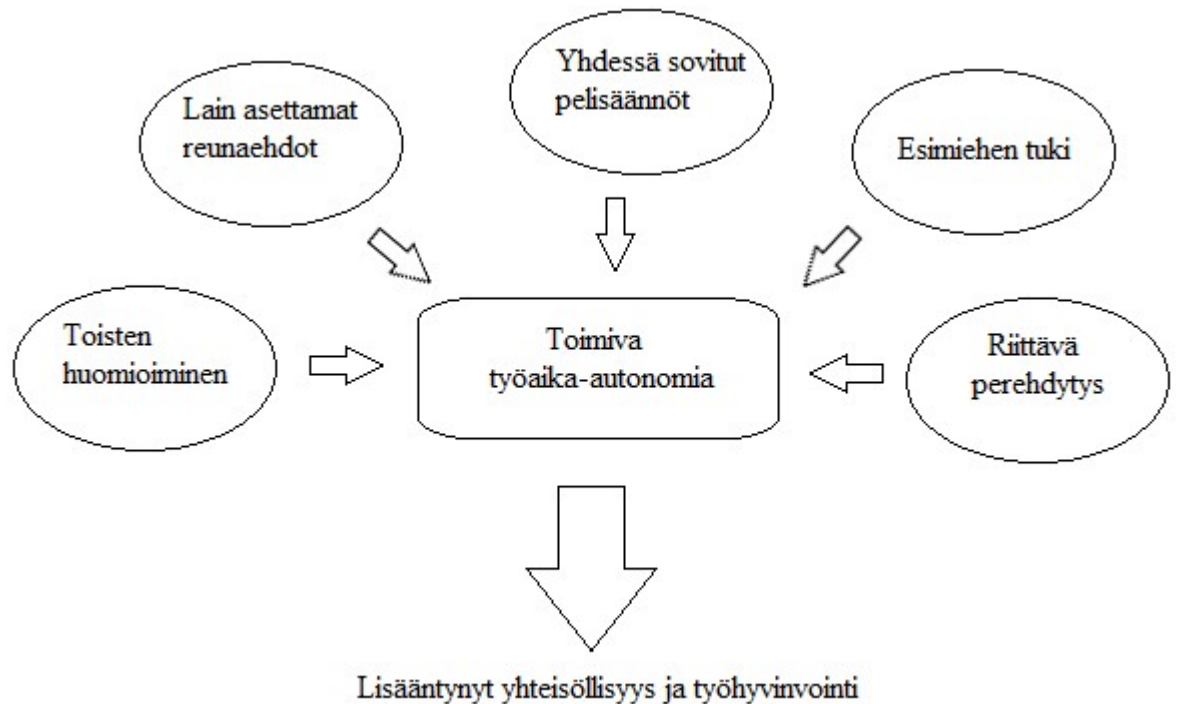 Yhdessä sovitut
pelisäännöt
Lain asettamat
reunaehdot
Esimiehen tuki
Toisten
huomioiminen
Toimiva
työaika-autonomia
Riittävä
perehdytys
Lisääntynyt yhteisöllisyys ja työhyvinvointi